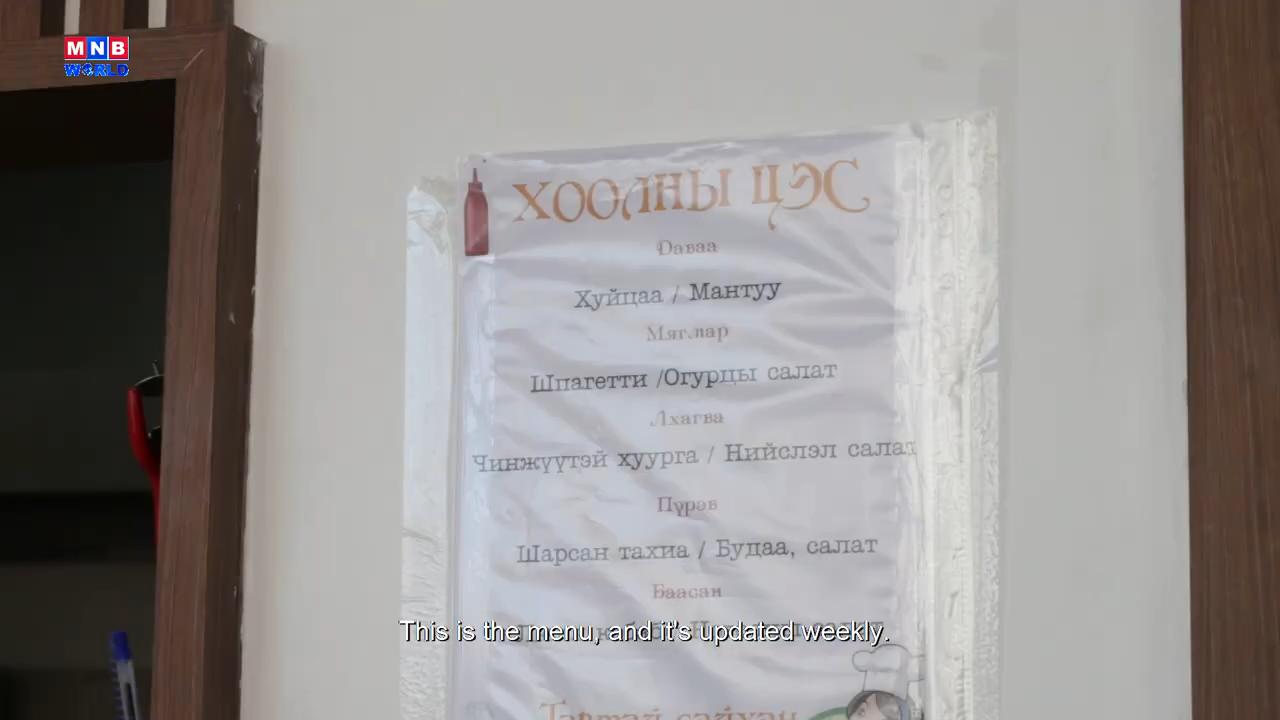 MNB
WORLD
ХООЛНЫ ЦЭС
Даваа
Хуйцаа / Мантуу
Мягмар
Шпагетти /Огурцы салат
Лхагва
Чинжүүтэй хуурга / Нийслэл салат
Пүрэв
Шарсан тахиа / Будаа, салат
Баасан
This is the menu, and it's updated weekly.